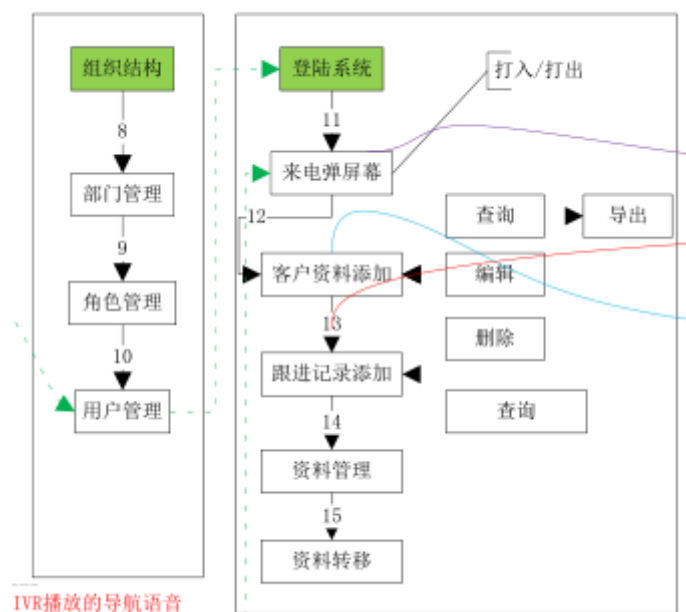 组织结构
8
部门管理
9
角色管理
10
用户管理
IVR播放的导航语音
登陆系统
打入/打出
11
来电弹屏幕
12
查询
导出
客户资料添加
编辑
13
删除
跟进记录添加
查询
14
资料管理
15
资料转移